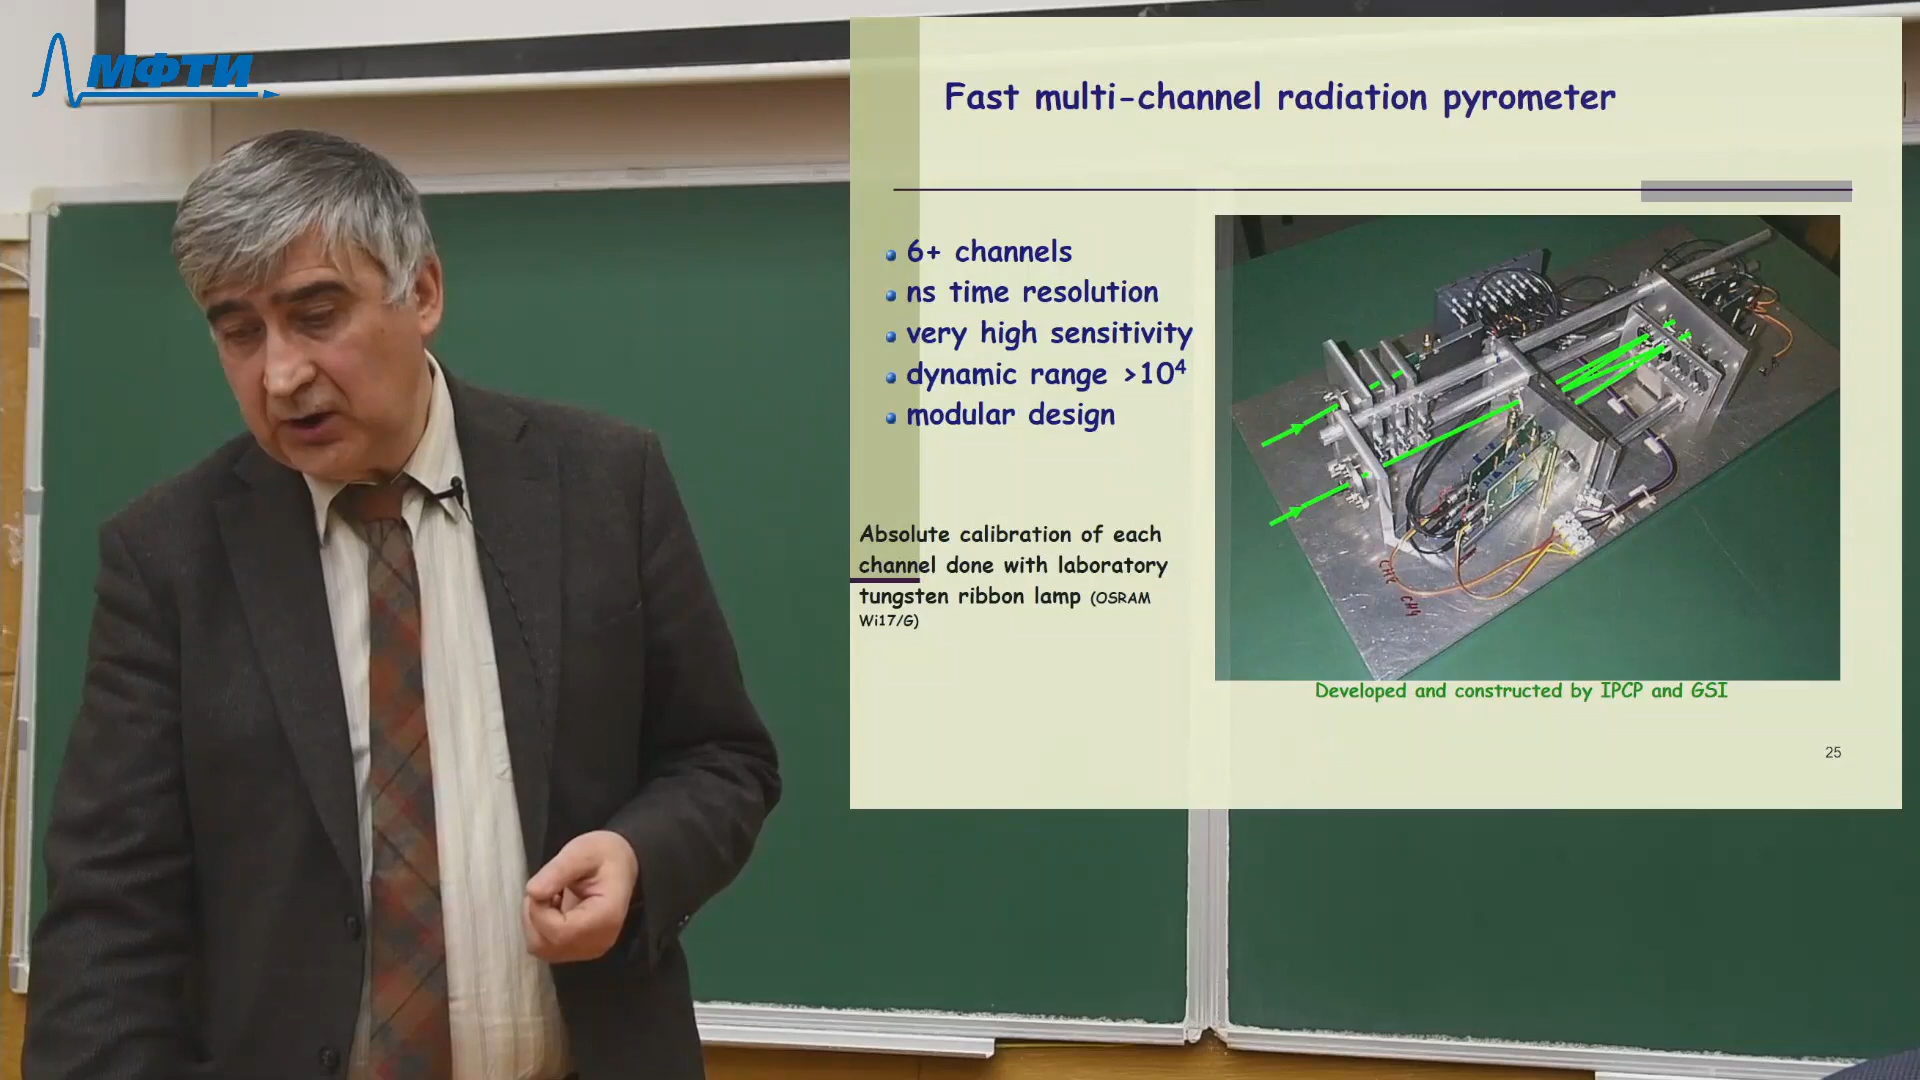 МФТИ
Fast multi-channel radiation pyrometer
6+ channels
ns time resolution
very high sensitivity
dynamic range >10⁴
modular design
Absolute calibration of each
channel done with laboratory
tungsten ribbon lamp (OSRAM
Wi17/G)
CH4
Developed and constructed by IPCP and GSI
25